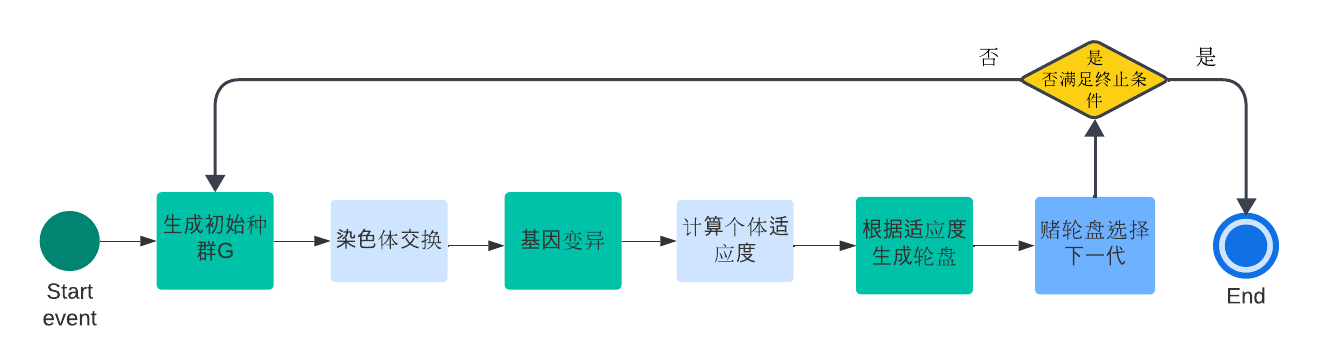 否
是
是
否满足终止条
件
生成初始种
群G
染色体交换
基因变异
计算个体适
应度
根据适应度
生成轮盘
赌轮盘选择
下一代
Start
event
End